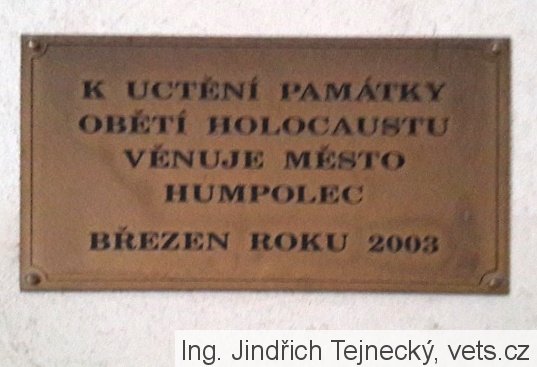 K UCTĚNÍ PAMÁTKY
OBĚTÍ HOLOCAUSTU
VĚNUJE MĚSTO
HUMPOLEC
BŘEZEN ROKU 2003
Ing. Jindřich Tejnecký, vets.cz